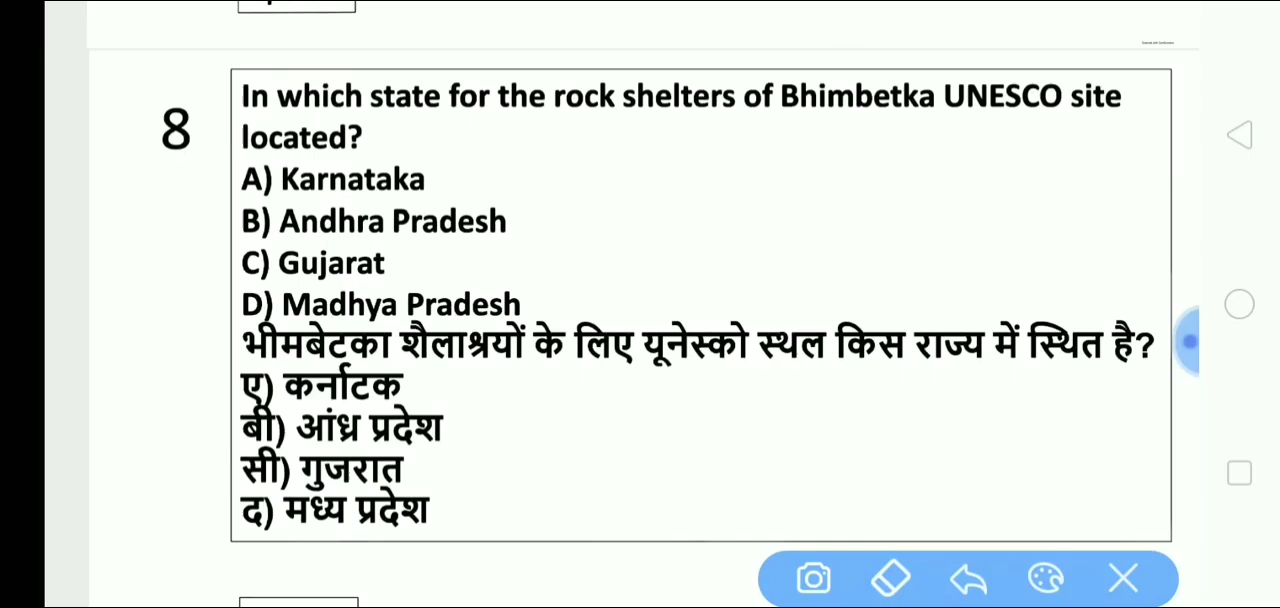 8
In which state for the rock shelters of Bhimbetka UNESCO site
located?
A) Karnataka
B) Andhra Pradesh
C) Gujarat
D) Madhya Pradesh
भीमबेटका शैलाश्रयों के लिए यूनेस्को स्थल किस राज्य में स्थित है?
ए) कर्नाटक
बी) आंध्र प्रदेश
सी) गुजरात
द) मध्य प्रदेश